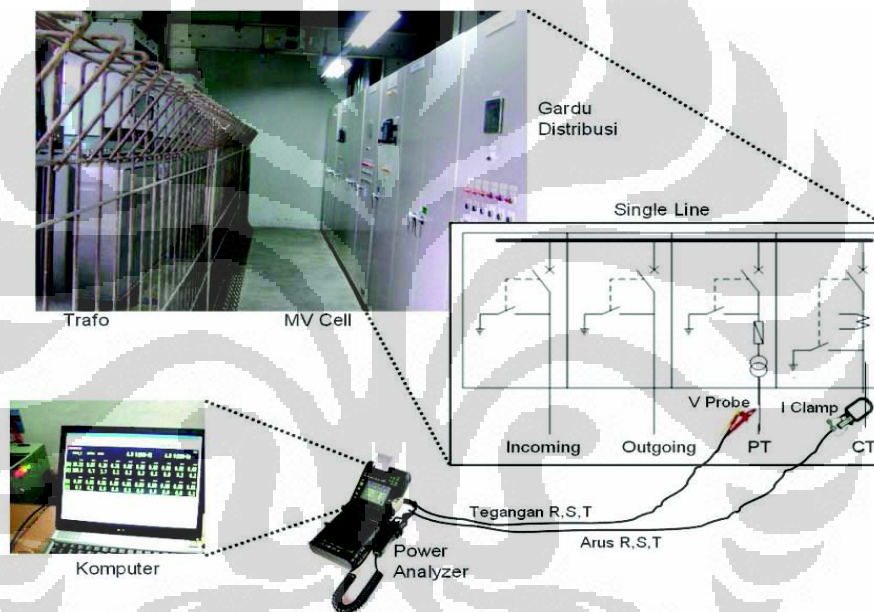 Gardu
Distribusi
Single Line
Trafo
MV Cell
V Probe
I Clamp
Incoming
Outgoing
PT
CT
Tegangan R,S,T
Arus R,S,T
Power
Analyzer
Komputer